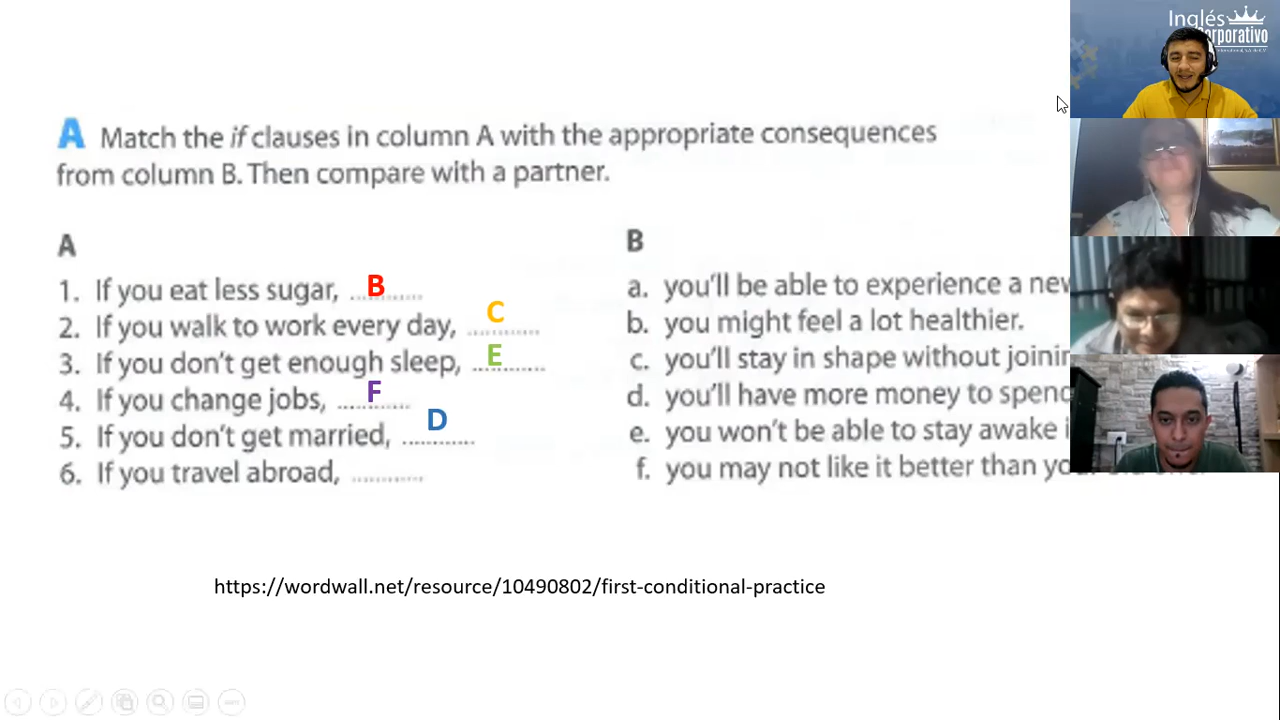 Inglés
Corporativo
A Match the if clauses in column A with the appropriate consequences
from column B. Then compare with a partner.
A
1. If you eat less sugar, ............ B
2. If you walk to work every day, ............ C
3. If you don't get enough sleep, ............ E
4. If you change jobs, ............ F
5. If you don't get married, ............ D
6. If you travel abroad, ............
B
a. you'll be able to experience a new
b. you might feel a lot healthier.
c. you'll stay in shape without
d. you'll have more money to spend
e. you won't be able to stay awake
f. you may not like it better than your old
https://wordwall.net/resource/10490802/first-conditional-practice